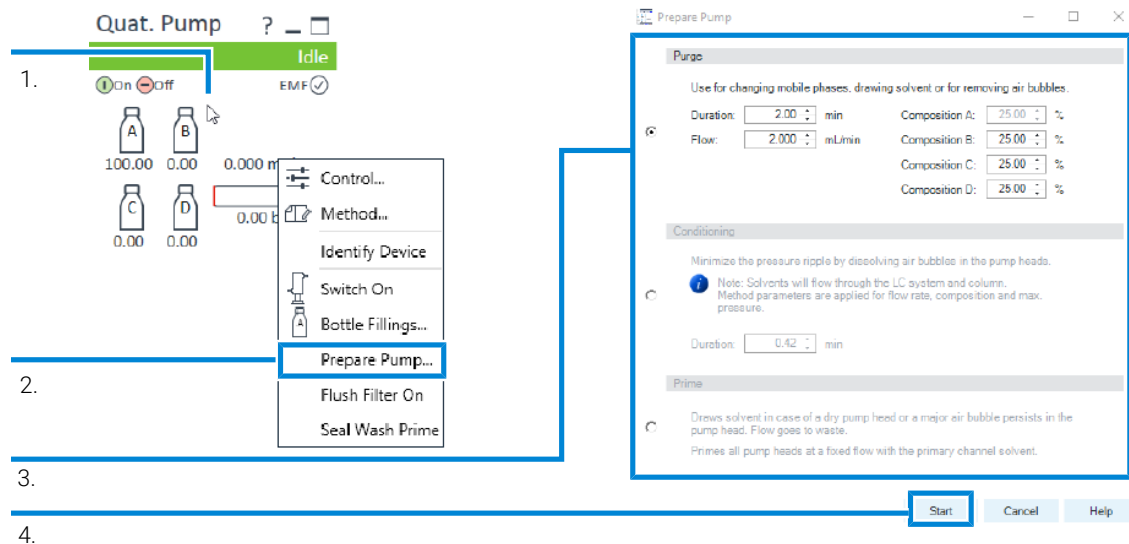 Quat. Pump ?
Idle
1.
On Off EMF
A B
100.00 0.00 0.000 m
C D
0.00 b
0.00 0.00
Control...
Method...
Identify Device
Switch On
A Bottle Fillings...
Prepare Pump...
2.
Flush Filter On
Seal Wash Prime
3.
4.
Prepare Pump
Purge
Use for changing mobile phases, drawing solvent or for removing air bubbles.
Duration: 2.00 min Composition A: 25.00 %
Flow: 2.000 mL/min Composition B: 25.00 %
Composition C: 25.00 %
Composition D: 25.00 %
Conditioning
Minimize the pressure ripple by dissolving air bubbles in the pump heads.
i Note: Solvents will flow through the LC system and column.
Method parameters are applied for flow rate, composition and max.
pressure.
Duration: 0.42 min
Prime
Draws solvent in case of a dry pump head or a major air bubble persists in the
pump head. Flow goes to waste.
Primes all pump heads at a fixed flow with the primary channel solvent.
Start Cancel Help